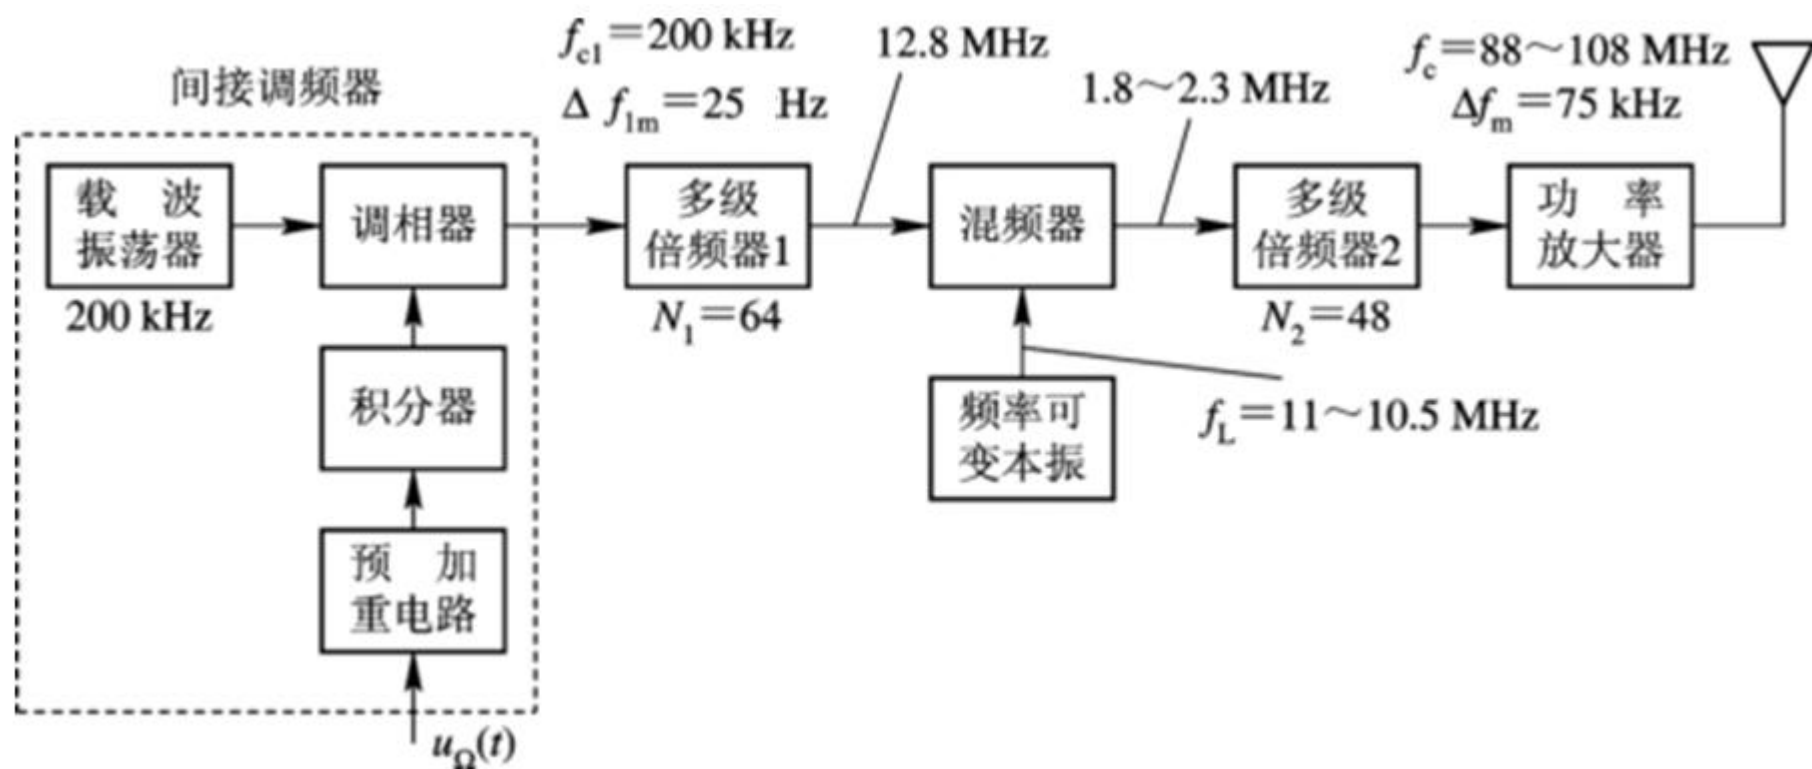 f_c1=200 kHz
Δ f_1m=25 Hz
12.8 MHz
1.8～2.3 MHz
f_c=88～108 MHz
Δf_m=75 kHz
间接调频器
载 波
振荡器
200 kHz
调相器
多级
倍频器1
N_1=64
混频器
多级
倍频器2
N_2=48
功 率
放大器
积分器
频率可
变本振
f_L=11～10.5 MHz
预 加
重电路
u_Ω(t)